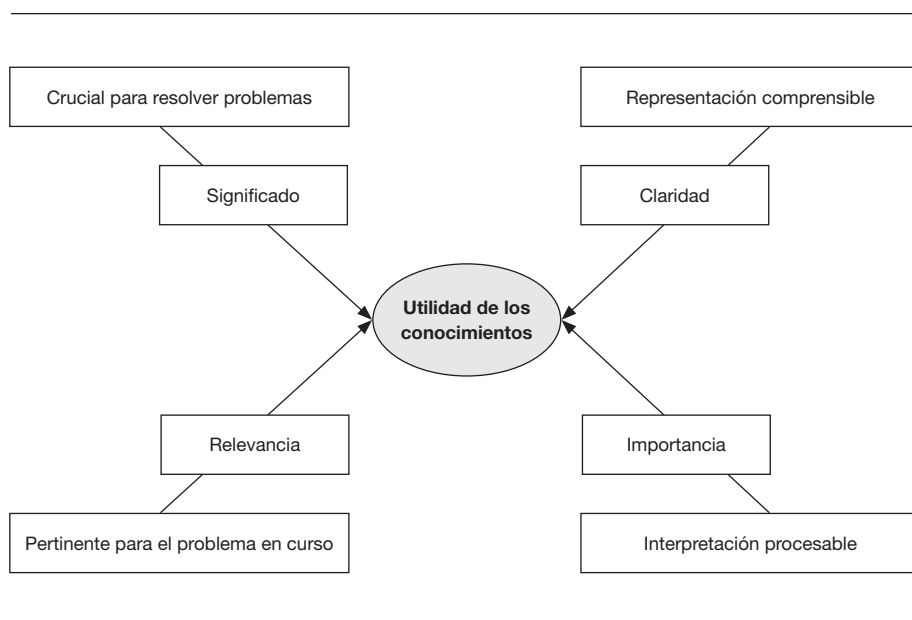 Crucial para resolver problemas
Representación comprensible
Significado
Claridad
Utilidad de los
conocimientos
Relevancia
Importancia
Pertinente para el problema en curso
Interpretación procesable